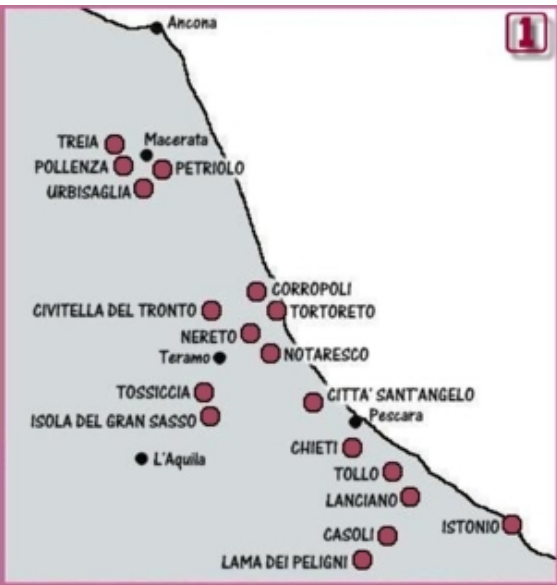 Ancona
1
TREIA
Macerata
POLLENZA
PETRIOLO
URBISAGLIA
CORROPOLI
CIVITELLA DEL TRONTO
TORTORETO
NERETO
Teramo
NOTARESCO
TOSSICCIA
CITTA' SANT'ANGELO
ISOLA DEL GRAN SASSO
Pescara
CHIETI
L'Aquila
TOLLO
LANCIANO
ISTONIO
CASOLI
LAMA DEI PELIGNI